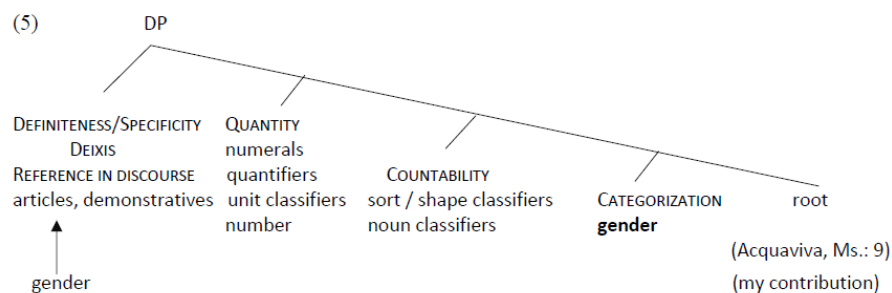 (5) DP
DEFINITENESS/SPECIFICITY QUANTITY
DEIXIS numerals
REFERENCE IN DISCOURSE quantifiers COUNTABILITY
articles, demonstratives unit classifiers sort / shape classifiers CATEGORIZATION root
number noun classifiers gender
(Acquaviva, Ms.: 9)
gender (my contribution)